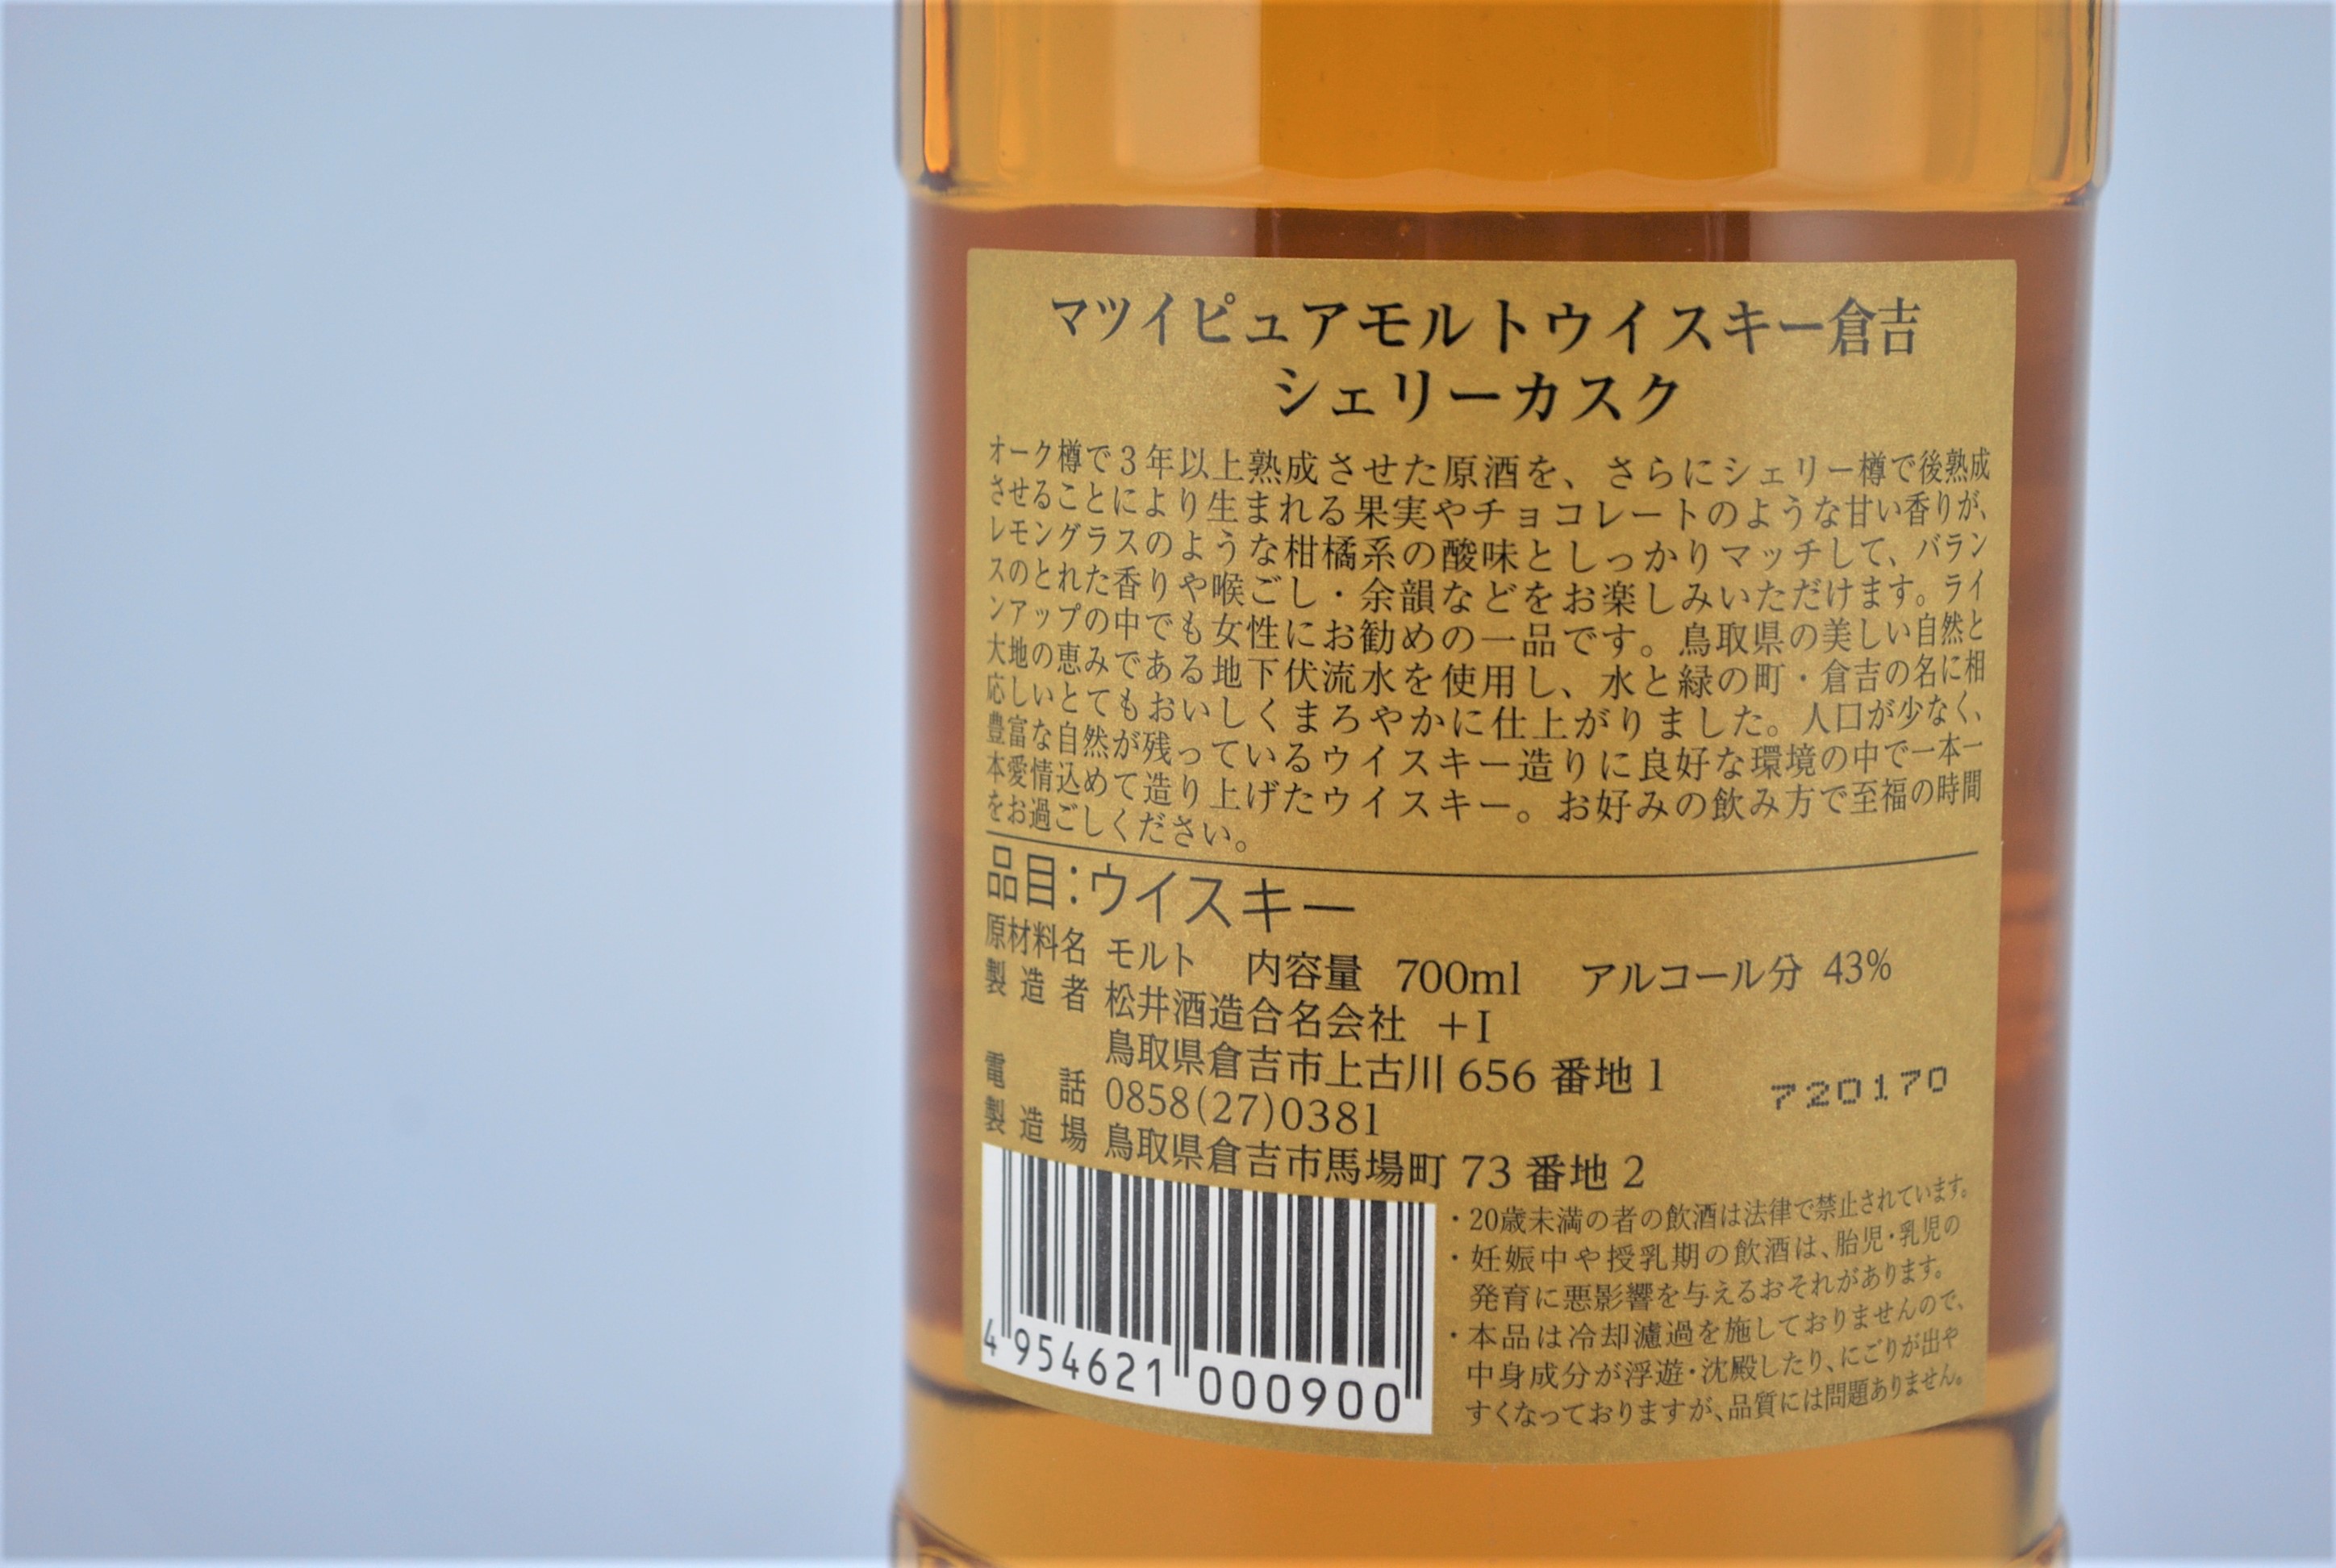 マツイピュアモルトウイスキー倉吉
シェリーカスク
オーク樽で3年以上熟成させた原酒を、さらにシェリー樽で後熟成
させることにより生まれる果実やチョコレートのような甘い香りが、
レモングラスのような柑橘系の酸味としっかりマッチして、バラン
スのとれた香りや喉ごし・余韻などをお楽しみいただけます。ライ
ンアップの中でも女性にお勧めの一品です。鳥取県の美しい自然と
大地の恵みである地下伏流水を使用し、水と緑の町・倉吉の名に相
応しいとてもおいしくまろやかに仕上がりました。人口が少なく、
豊富な自然が残っているウイスキー造りに良好な環境の中で一本一
本愛情込めて造り上げたウイスキー。お好みの飲み方で至福の時間
をお過ごしください。
品目:ウイスキー
原材料名 モルト 内容量 700ml アルコール分 43%
製造者 松井酒造合名会社 +I
鳥取県倉吉市上古川 656 番地 1
電話 0858(27)0381
720170
製造場 鳥取県倉吉市馬場町 73 番地 2
・20歳未満の者の飲酒は法律で禁止されています。
・妊娠中や授乳期の飲酒は、胎児・乳児の
発育に悪影響を与えるおそれがあります。
・本品は冷却濾過を施しておりませんので、
中身成分が浮遊・沈殿したり、にごりが出や
すくなっておりますが、品質には問題ありません。
4 954621 000900